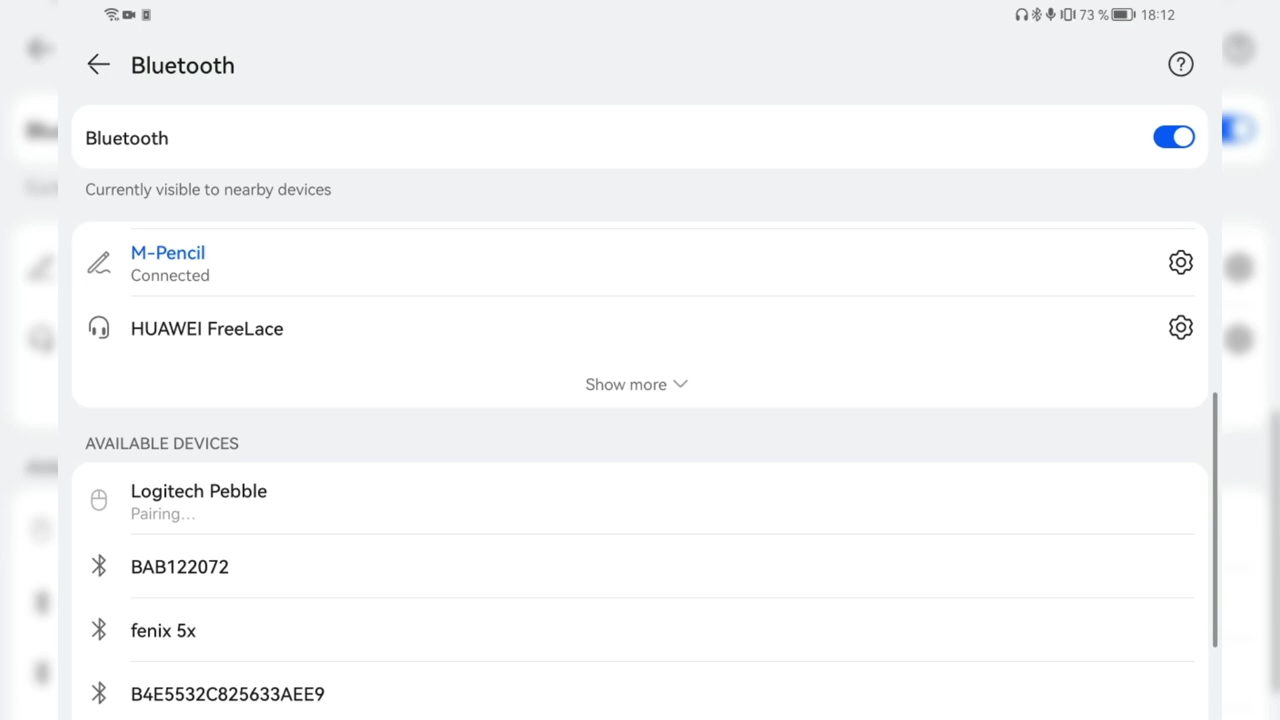 73 % 18:12
Bluetooth
Bluetooth
Currently visible to nearby devices
M-Pencil
Connected
HUAWEI FreeLace
Show more
AVAILABLE DEVICES
Logitech Pebble
Pairing...
BAB122072
fenix 5x
B4E5532C825633AEE9